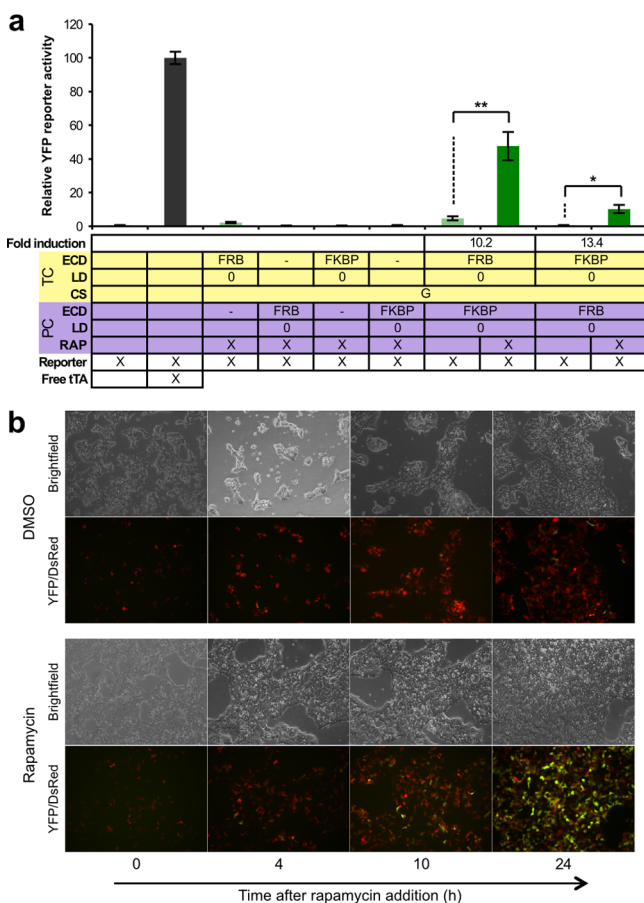 a
Relative YFP reporter activity
120
100
80
60
40
20
0
**
*
Fold induction 10.2 13.4
TC
ECD FRB - FKBP - FRB FKBP
LD 0 0 0 0
CS G
PC
ECD - FRB - FKBP FKBP FRB
LD 0 0 0 0
RAP X X X X X X
Reporter X X X X X X X X X X
Free tTA X
b
DMSO
Brightfield
YFP/DsRed
Rapamycin
Brightfield
YFP/DsRed
0 4 10 24
Time after rapamycin addition (h)